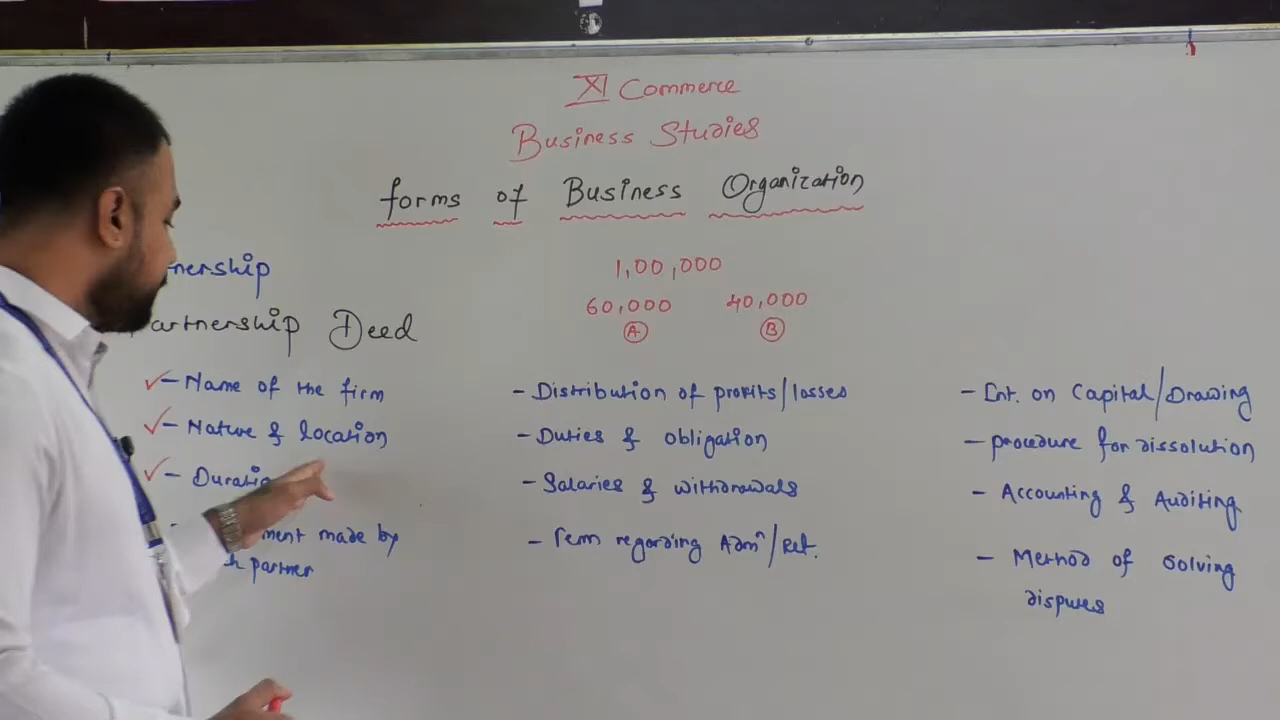 XI Commerce
Business Studies
forms of Business Organization
nership
artnership Deed
1,00,000
60,000 40,000
A B
- Name of the firm
- Nature & location
- Duratio
ment made by
h partner
- Distribution of profits/losses
- Duties & obligation
- Salaries & withdrawals
- Term regarding Admⁿ/Ret.
- Int. on Capital/Drawing
- procedure for dissolution
- Accounting & Auditing
- Method of solving
disputes